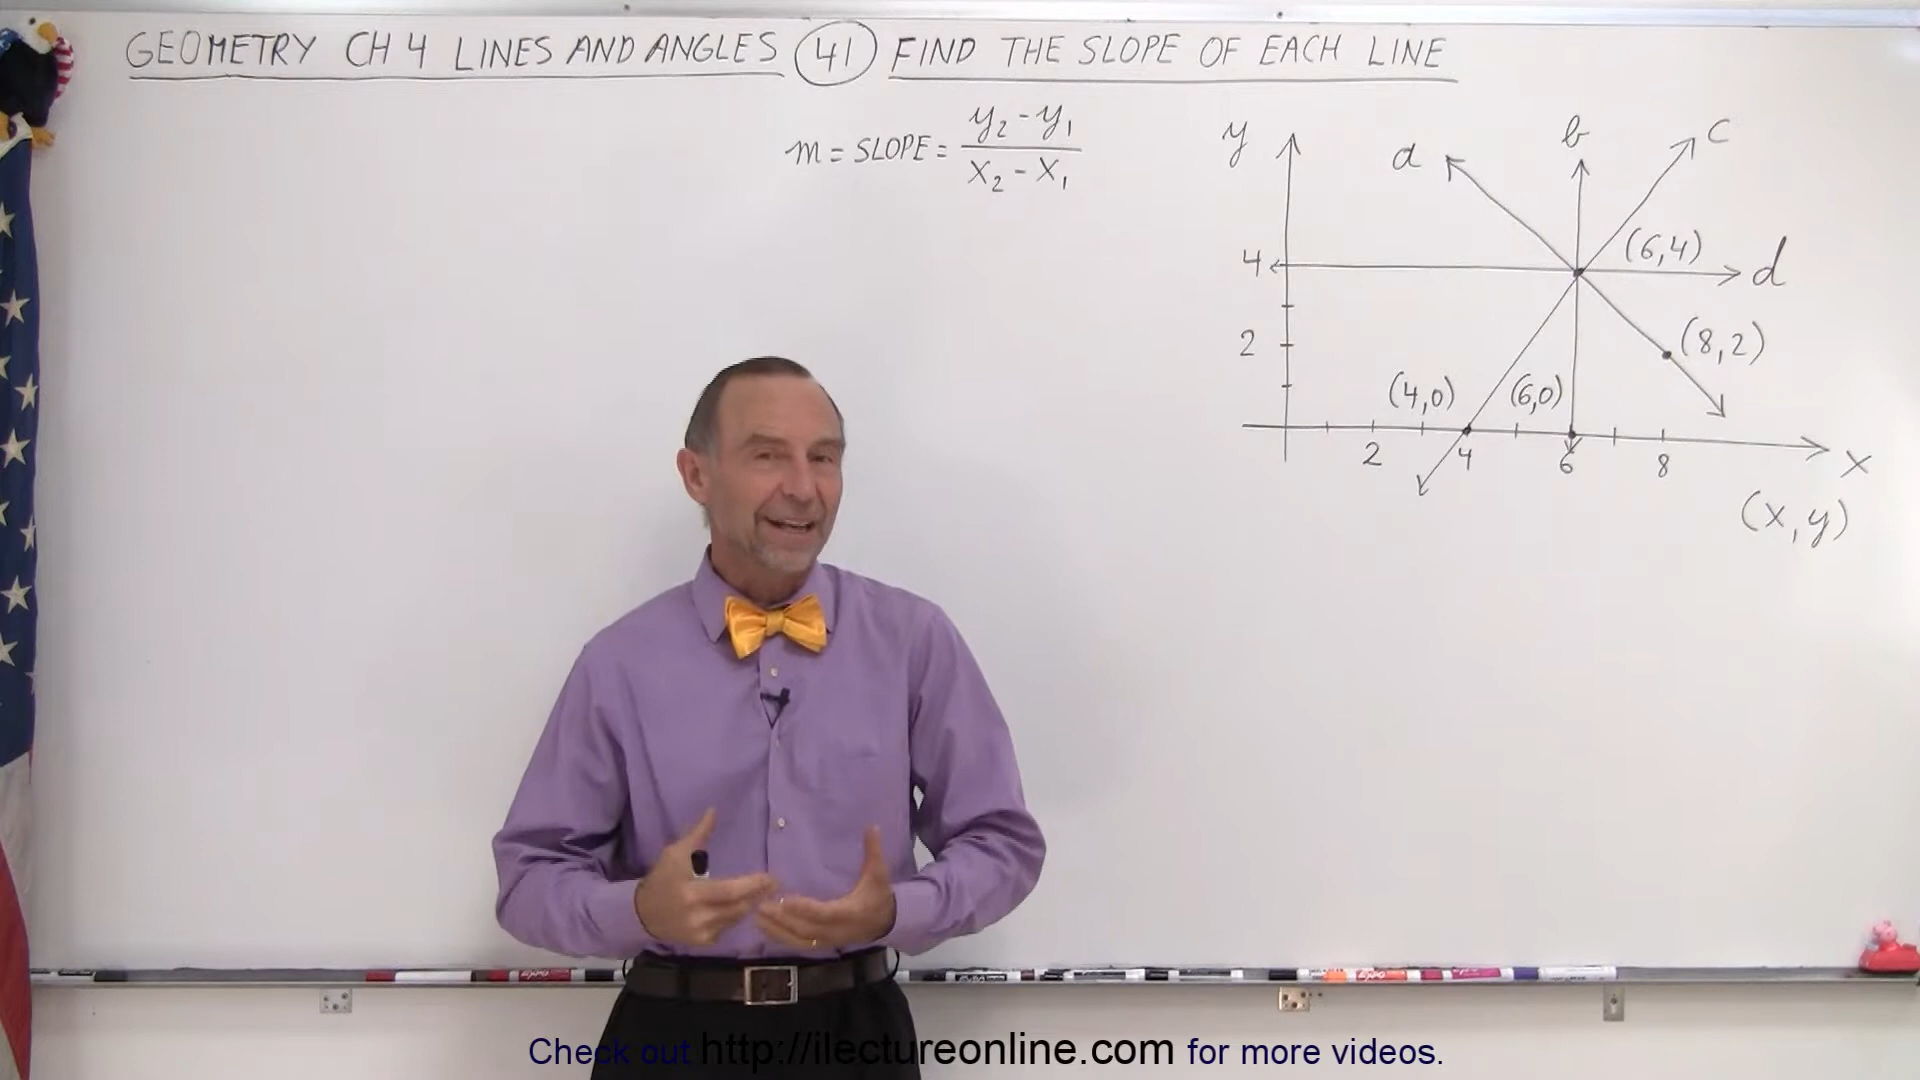 GEOMETRY CH 4 LINES AND ANGLES 41 FIND THE SLOPE OF EACH LINE
m = SLOPE = y₂ - y₁
x₂ - x₁
y
a
b
c
(6,4)
4
d
2
(8,2)
(4,0)
(6,0)
2
4
6
8
x
(x,y)
EXPO
Check out http://ilectureonline.com for more videos.